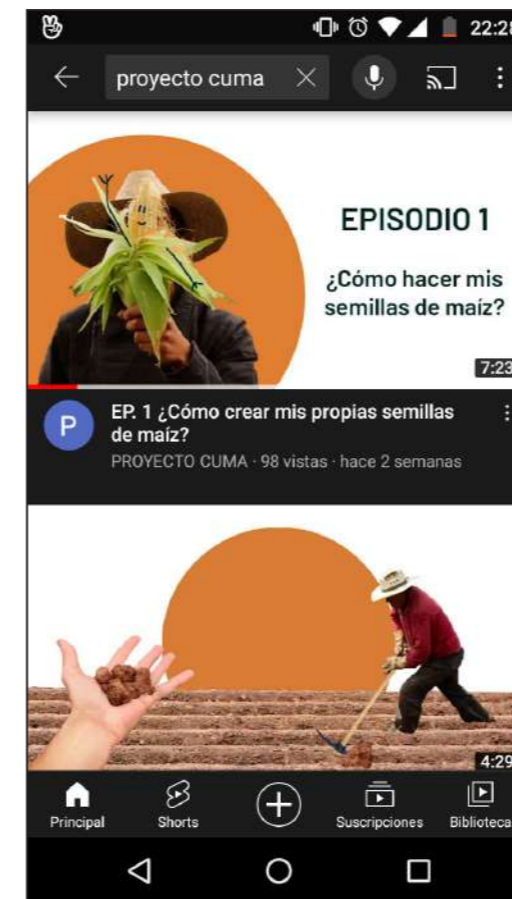 22:28
proyecto cuma
EPISODIO 1
¿Cómo hacer mis
semillas de maíz?
7:23
P
EP. 1 ¿Cómo crear mis propias semillas
de maíz?
PROYECTO CUMA · 98 vistas · hace 2 semanas
4:29
Principal
Shorts
Suscripciones
Biblioteca